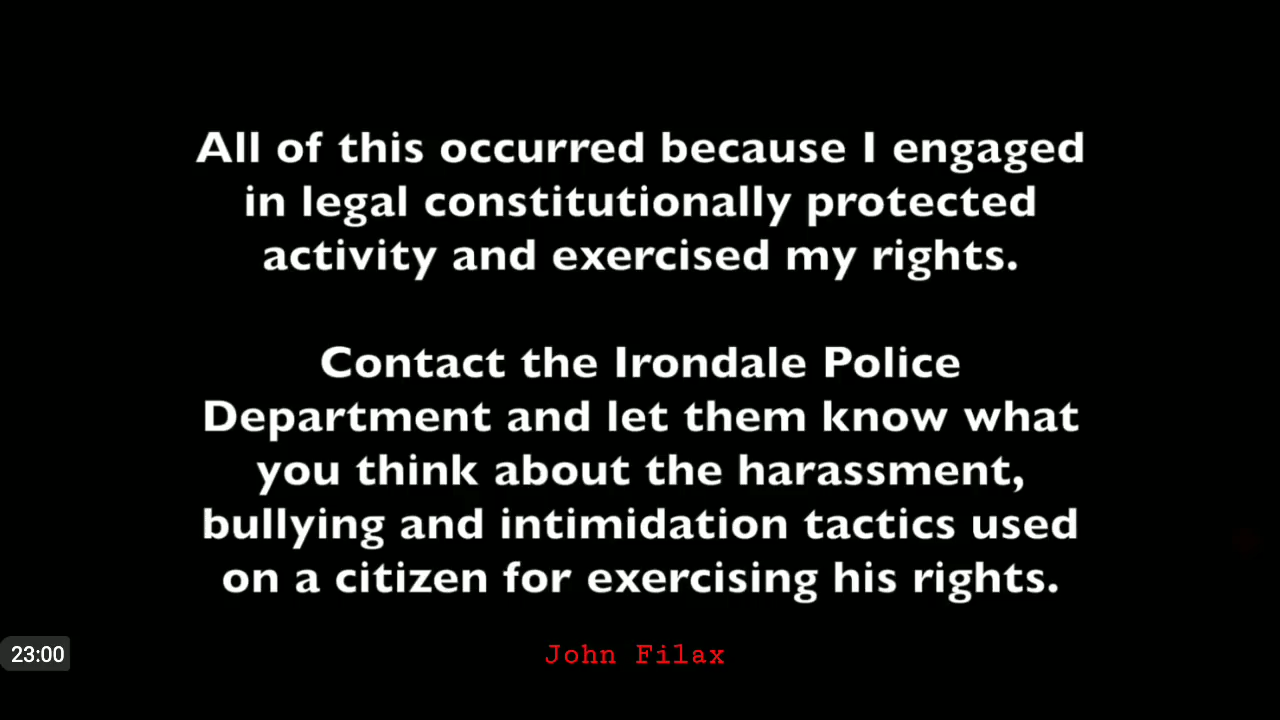 All of this occurred because I engaged
in legal constitutionally protected
activity and exercised my rights.
Contact the Irondale Police
Department and let them know what
you think about the harassment,
bullying and intimidation tactics used
on a citizen for exercising his rights.
23:00
John Filax